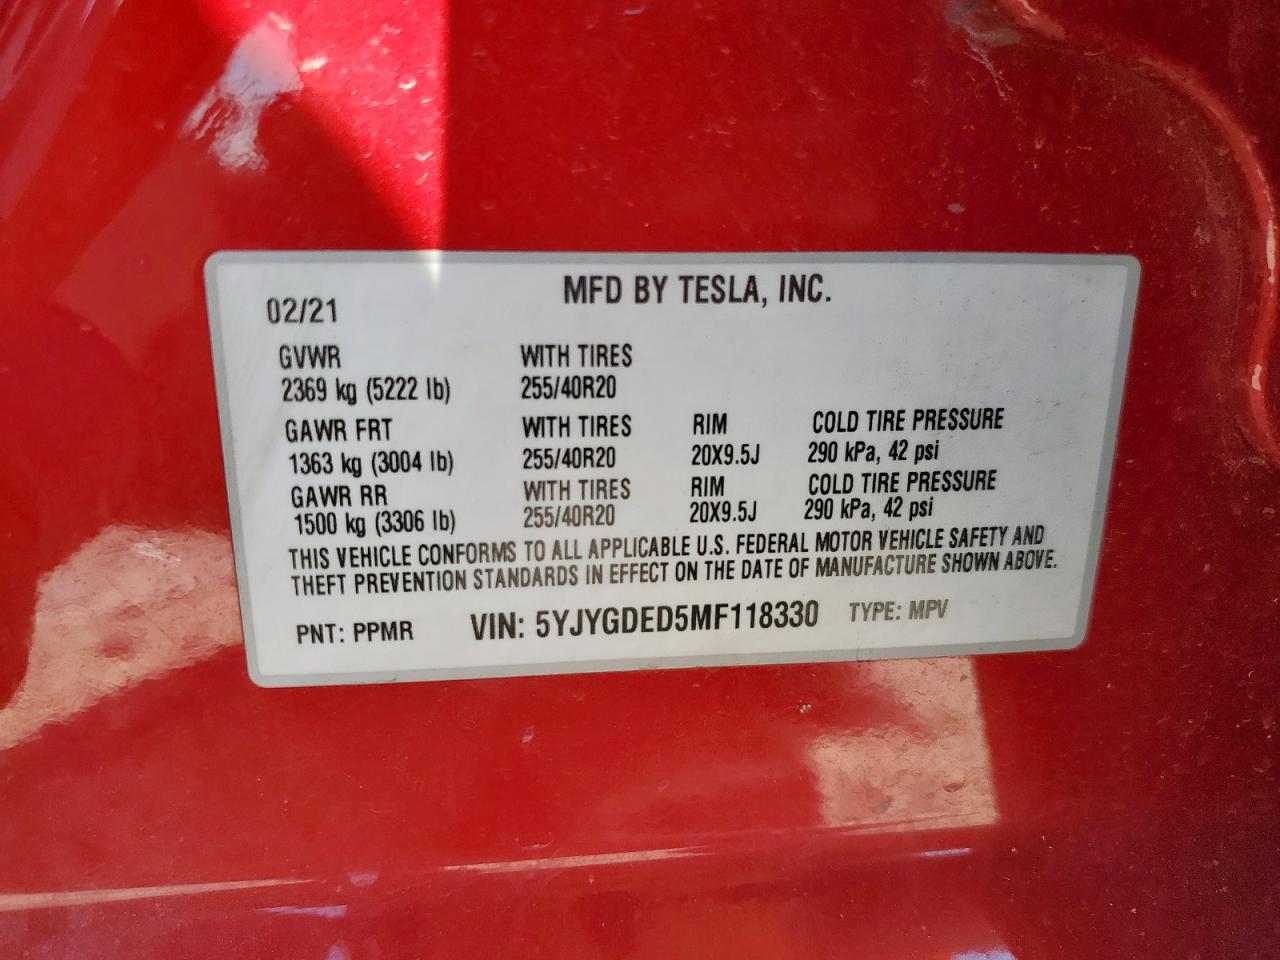 MFD BY TESLA, INC.
02/21
GVWR WITH TIRES
2369 kg (5222 lb) 255/40R20
GAWR FRT WITH TIRES RIM COLD TIRE PRESSURE
1363 kg (3004 lb) 255/40R20 20X9.5J 290 kPa, 42 psi
GAWR RR WITH TIRES RIM COLD TIRE PRESSURE
1500 kg (3306 lb) 255/40R20 20X9.5J 290 kPa, 42 psi
THIS VEHICLE CONFORMS TO ALL APPLICABLE U.S. FEDERAL MOTOR VEHICLE SAFETY AND
THEFT PREVENTION STANDARDS IN EFFECT ON THE DATE OF MANUFACTURE SHOWN ABOVE.
PNT: PPMR VIN: 5YJYGDED5MF118330 TYPE: MPV